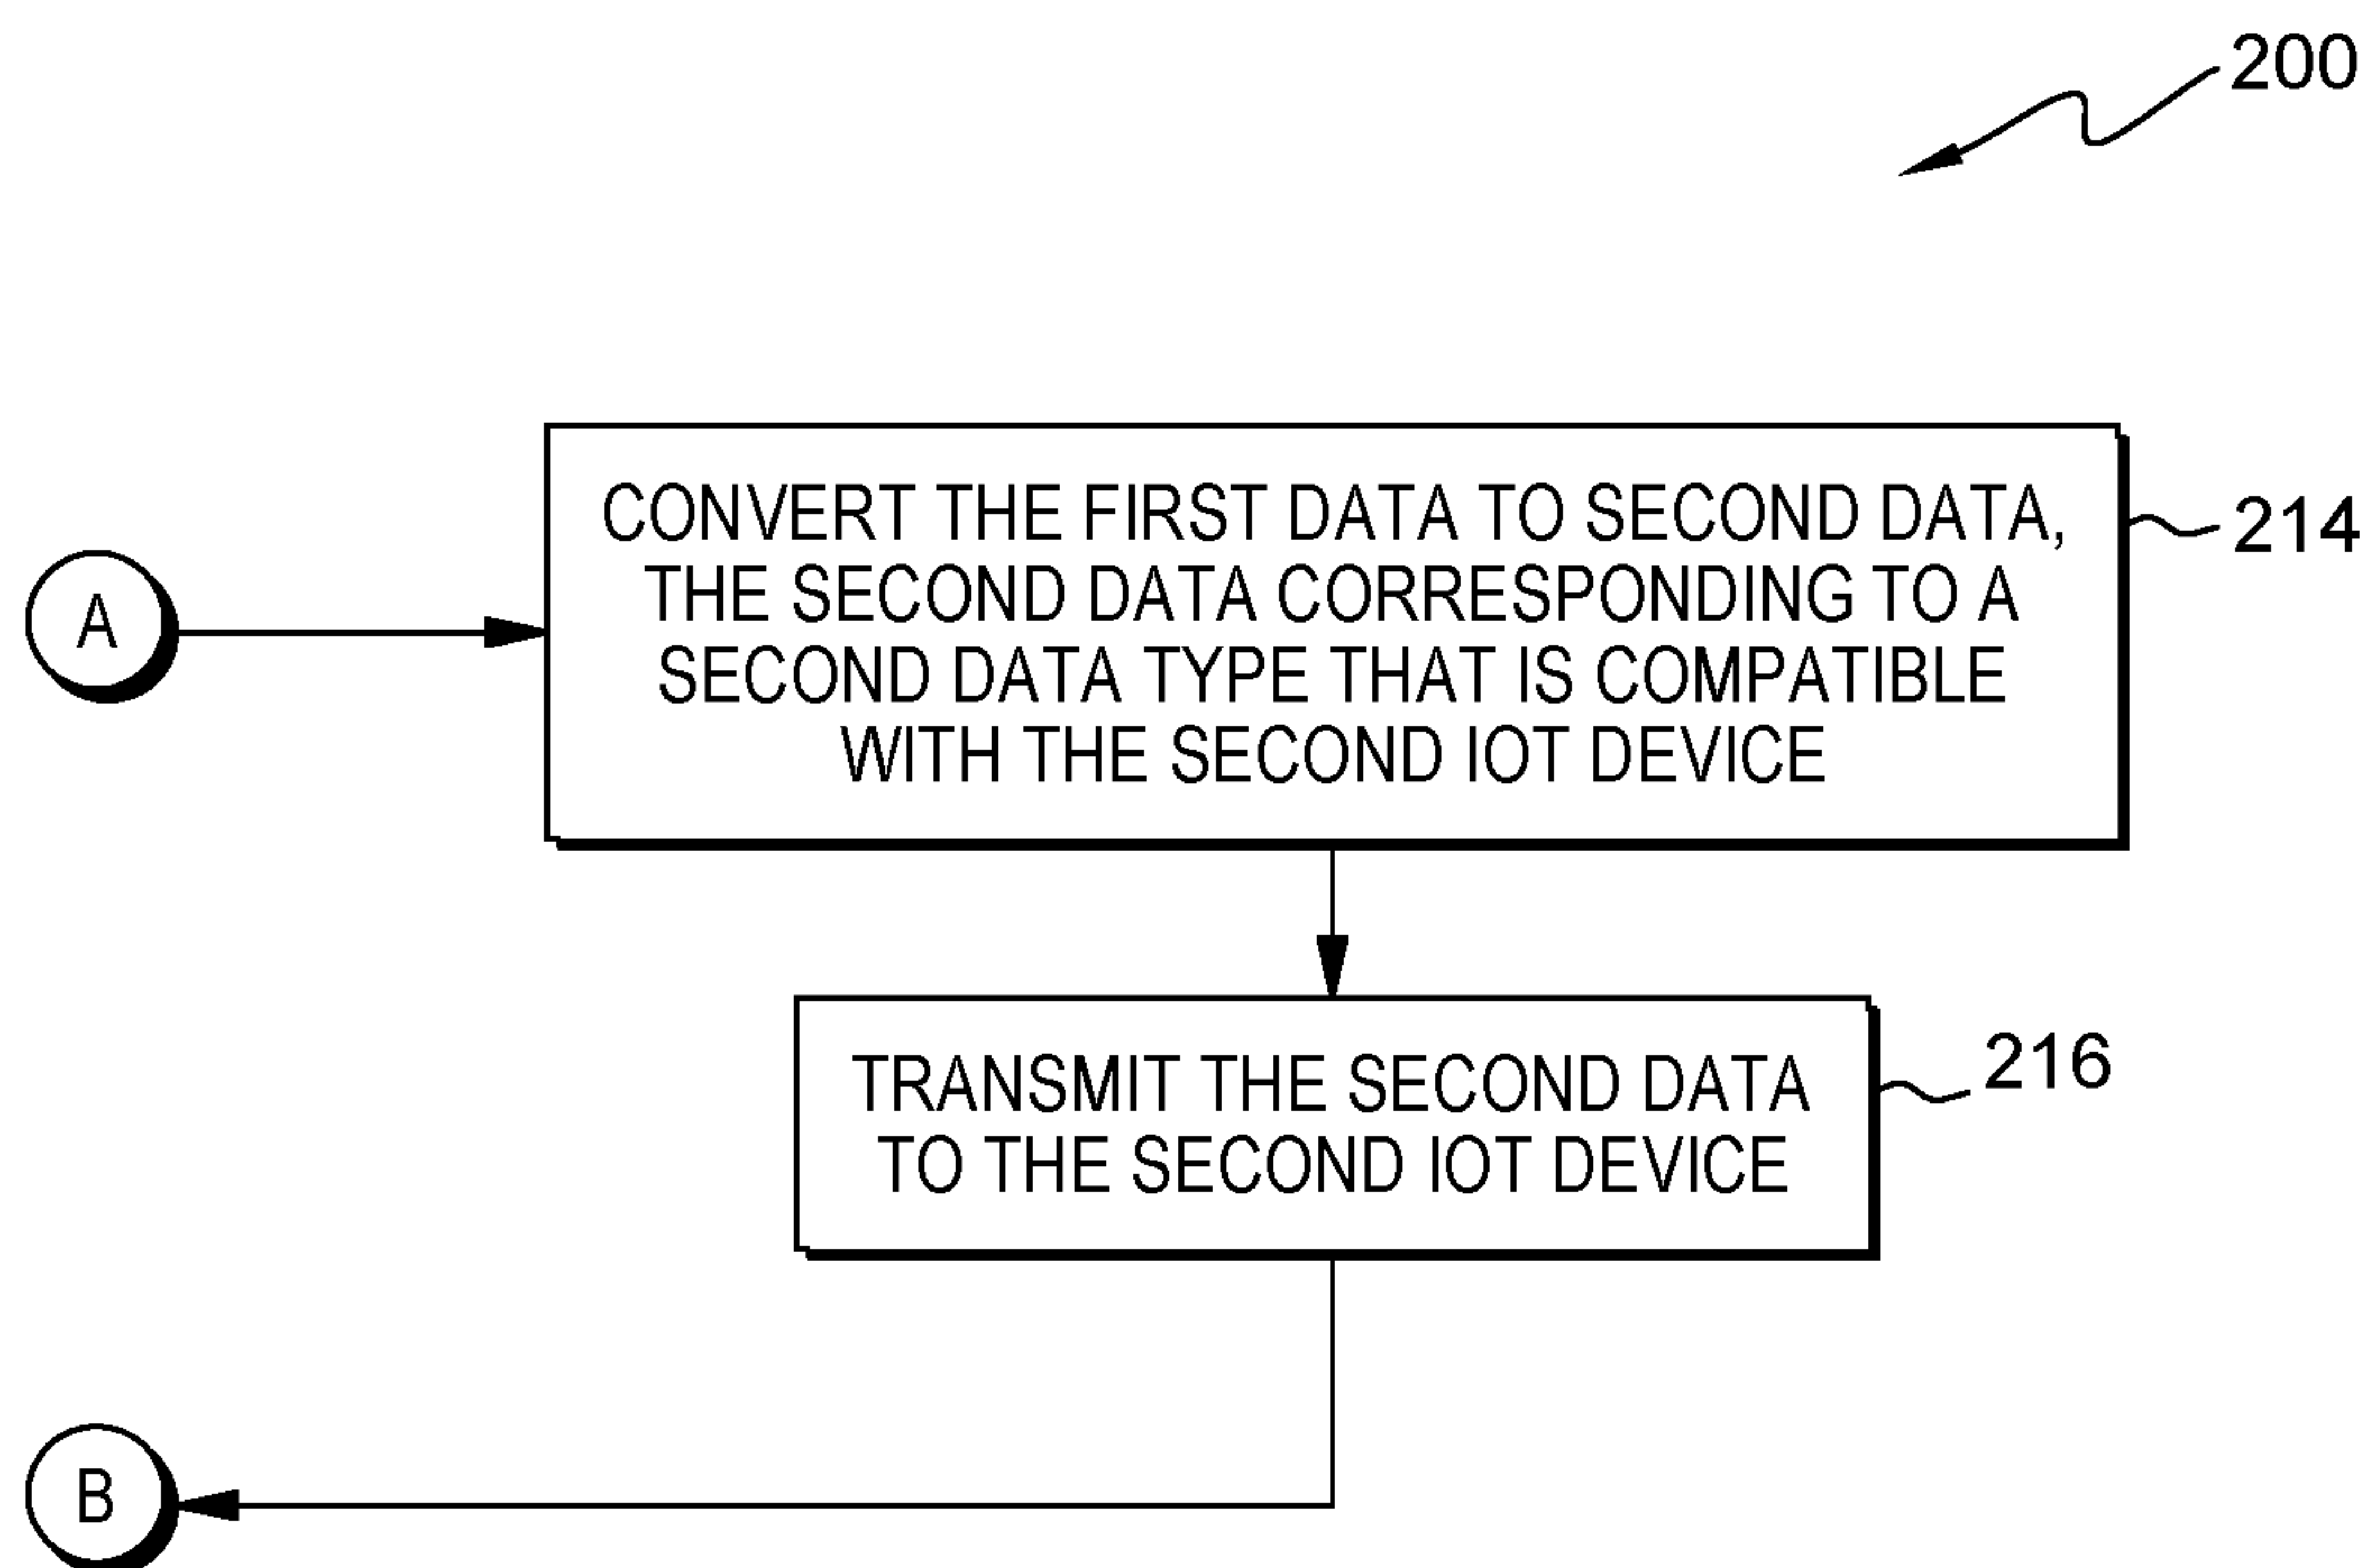 200
CONVERT THE FIRST DATA TO SECOND DATA,
THE SECOND DATA CORRESPONDING TO A
SECOND DATA TYPE THAT IS COMPATIBLE
WITH THE SECOND IOT DEVICE
214
A
TRANSMIT THE SECOND DATA
TO THE SECOND IOT DEVICE
216
B